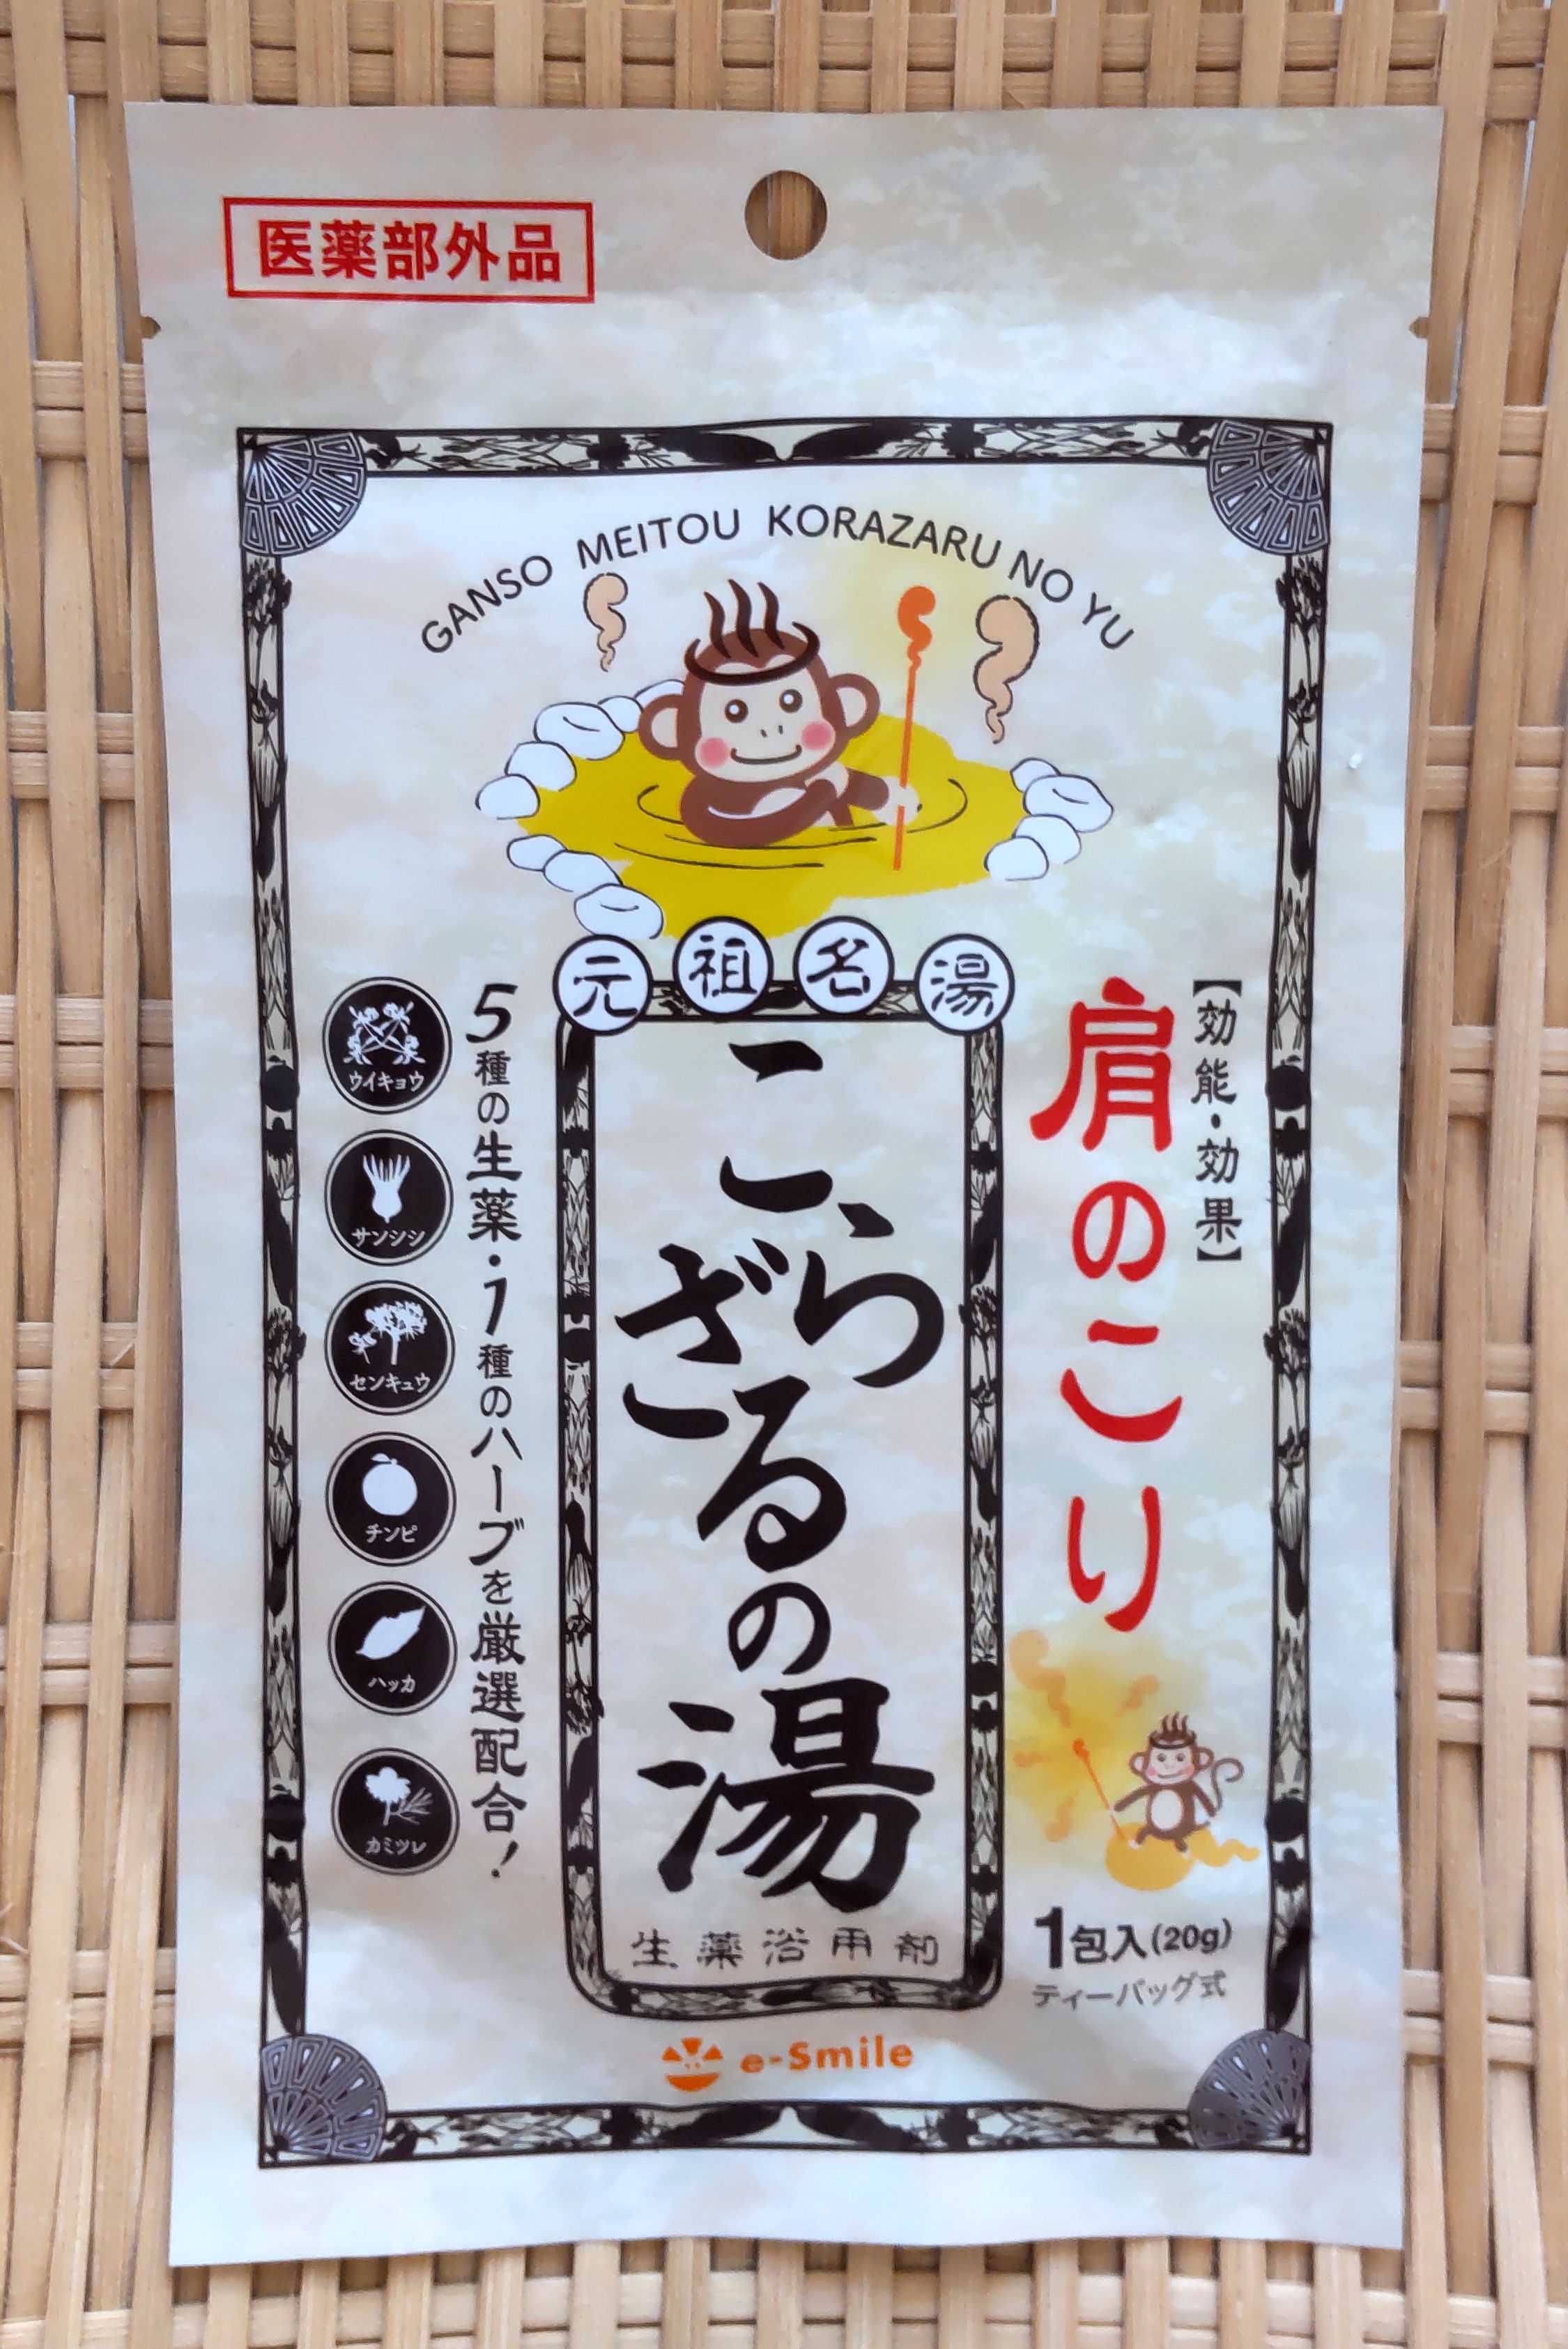 医薬部外品
GANSO MEITOU KORAZARU NO YU
元祖名湯
【効能・効果】
肩のこり
こらざるの湯
生薬浴用剤
5種の生薬・1種のハーブを厳選配合！
ウイキョウ
サンシシ
センキュウ
チンピ
ハッカ
カミツレ
1包入(20g)
ティーバッグ式
e-Smile